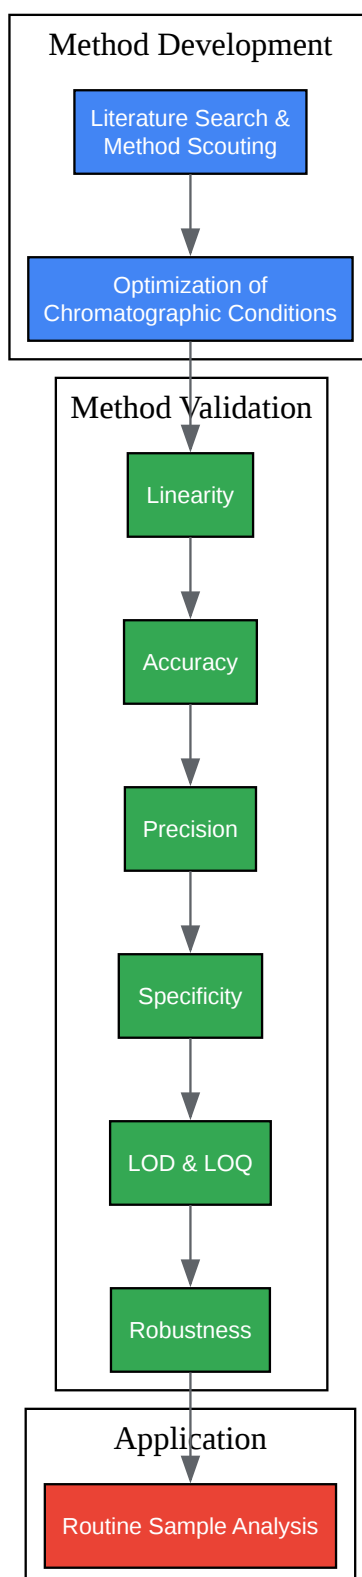 Method Development
Literature Search &
Method Scouting
Optimization of
Chromatographic Conditions
Method Validation
Linearity
Accuracy
Precision
Specificity
LOD & LOQ
Robustness
Application
Routine Sample Analysis